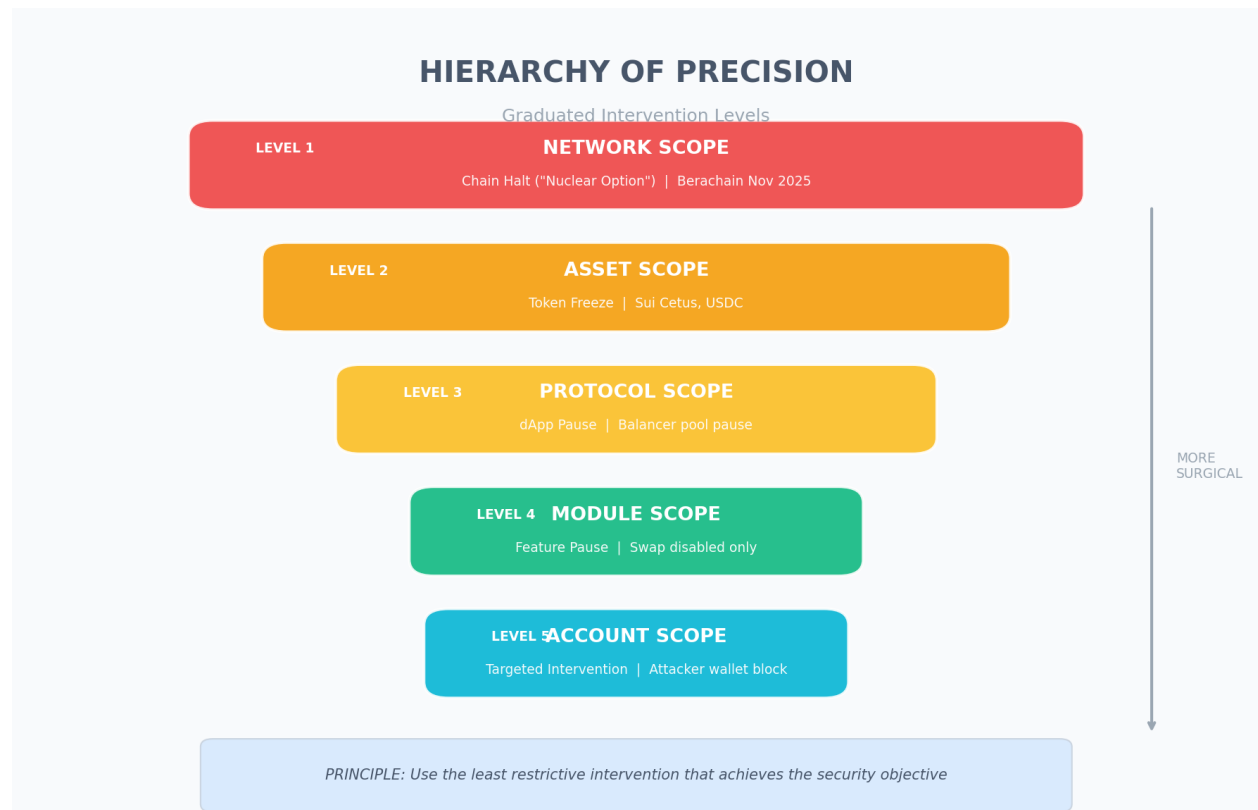 HIERARCHY OF PRECISION
Graduated Intervention Levels
LEVEL 1 NETWORK SCOPE
Chain Halt ("Nuclear Option") | Berachain Nov 2025
LEVEL 2 ASSET SCOPE
Token Freeze | Sui Cetus, USDC
LEVEL 3 PROTOCOL SCOPE
dApp Pause | Balancer pool pause
MORE
SURGICAL
LEVEL 4 MODULE SCOPE
Feature Pause | Swap disabled only
LEVEL 5 ACCOUNT SCOPE
Targeted Intervention | Attacker wallet block
PRINCIPLE: Use the least restrictive intervention that achieves the security objective